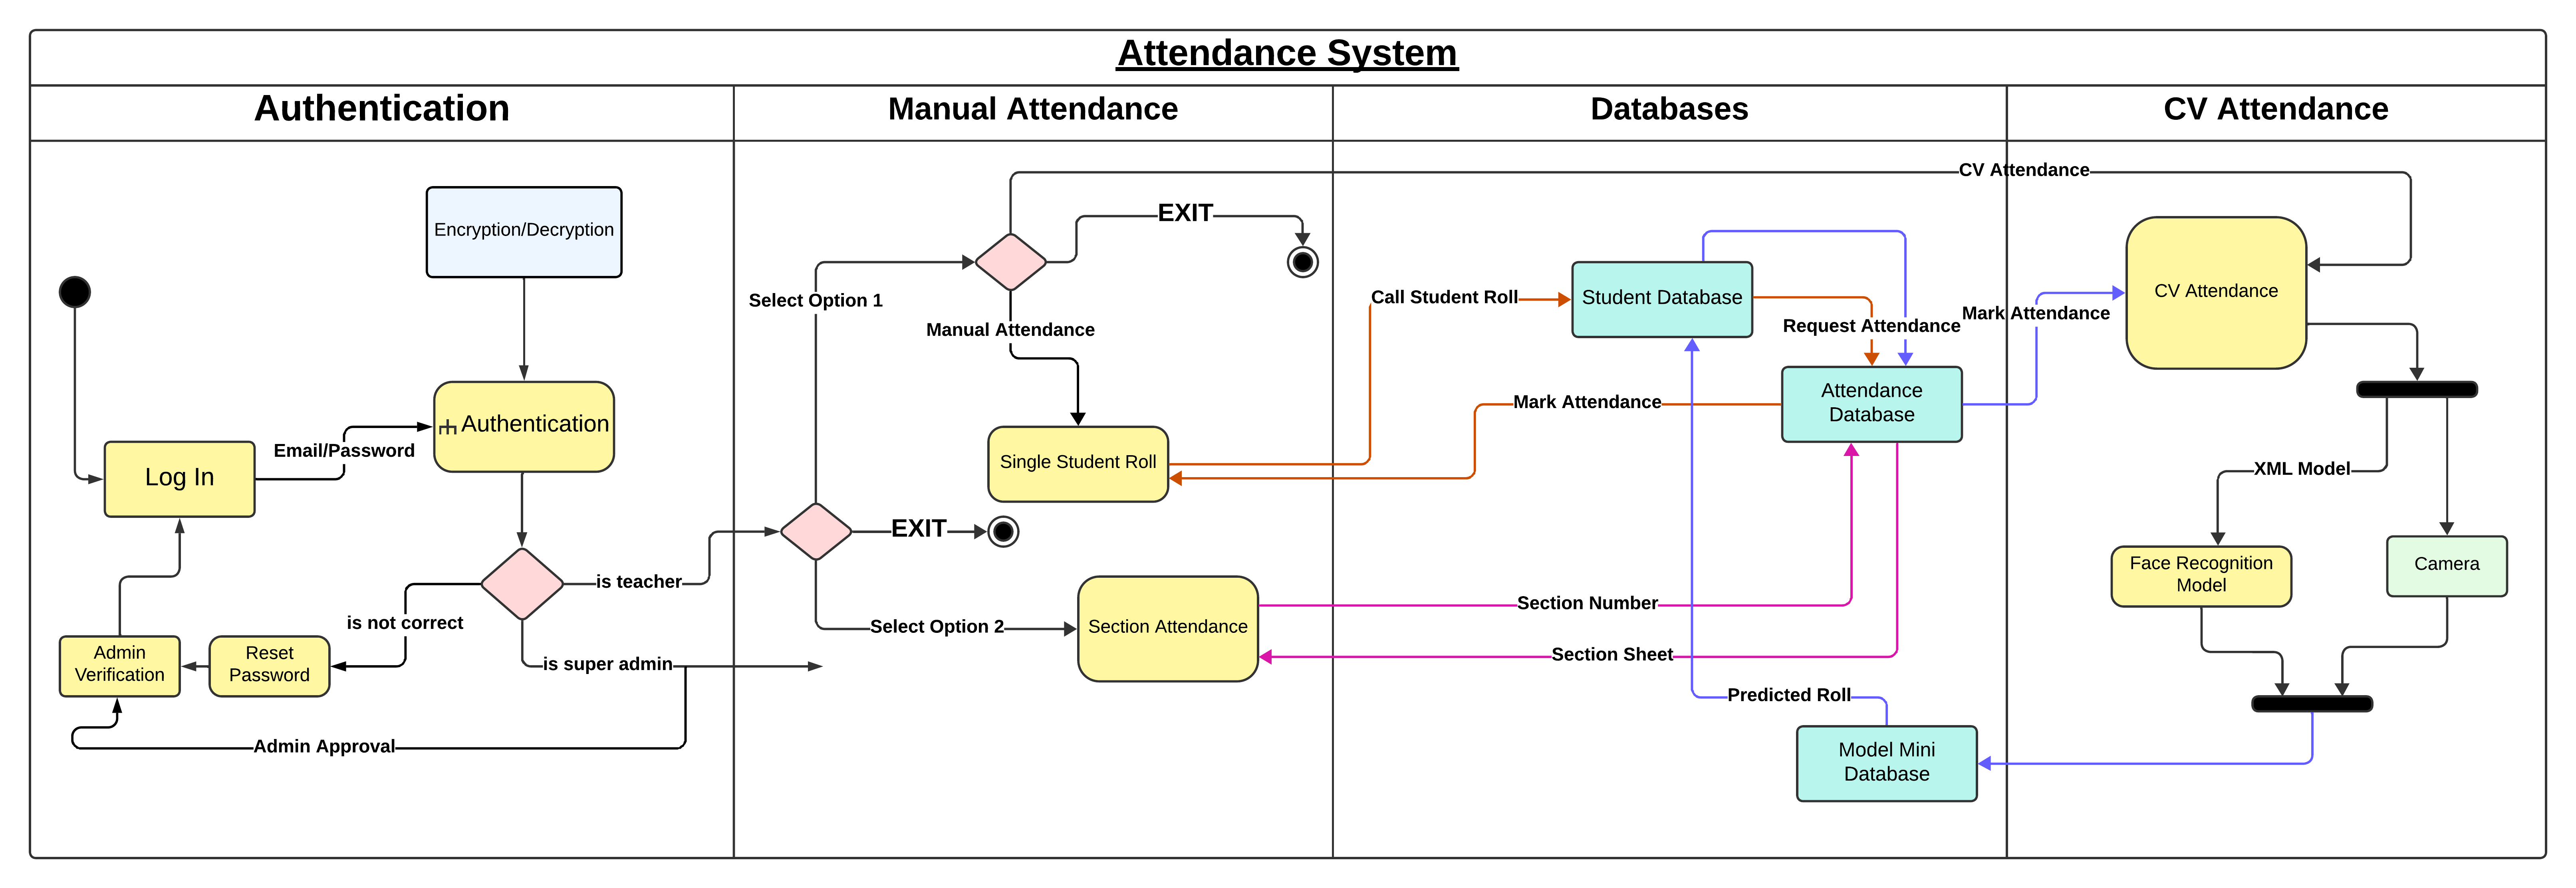 Attendance System
Authentication
Manual Attendance
Databases
CV Attendance
Encryption/Decryption
Log In
Email/Password
Authentication
is teacher
is not correct
is super admin
Admin
Verification
Reset
Password
Admin Approval
CV Attendance
EXIT
Select Option 1
Manual Attendance
Single Student Roll
EXIT
Select Option 2
Section Attendance
Call Student Roll
Student Database
Request Attendance
Mark Attendance
Attendance
Database
Mark Attendance
Section Number
Section Sheet
Predicted Roll
Model Mini
Database
CV Attendance
XML Model
Face Recognition
Model
Camera